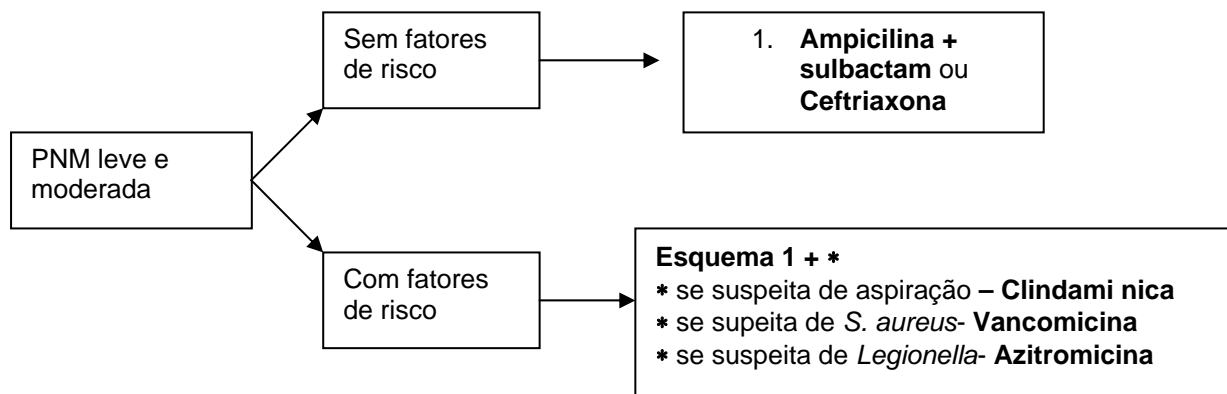 Sem fatores
de risco
1. Ampicilina +
sulbactam ou
Ceftriaxona
PNM leve e
moderada
Com fatores
de risco
Esquema 1 + *
* se suspeita de aspiração – Clindami nica
* se supeita de S. aureus- Vancomicina
* se suspeita de Legionella- Azitromicina